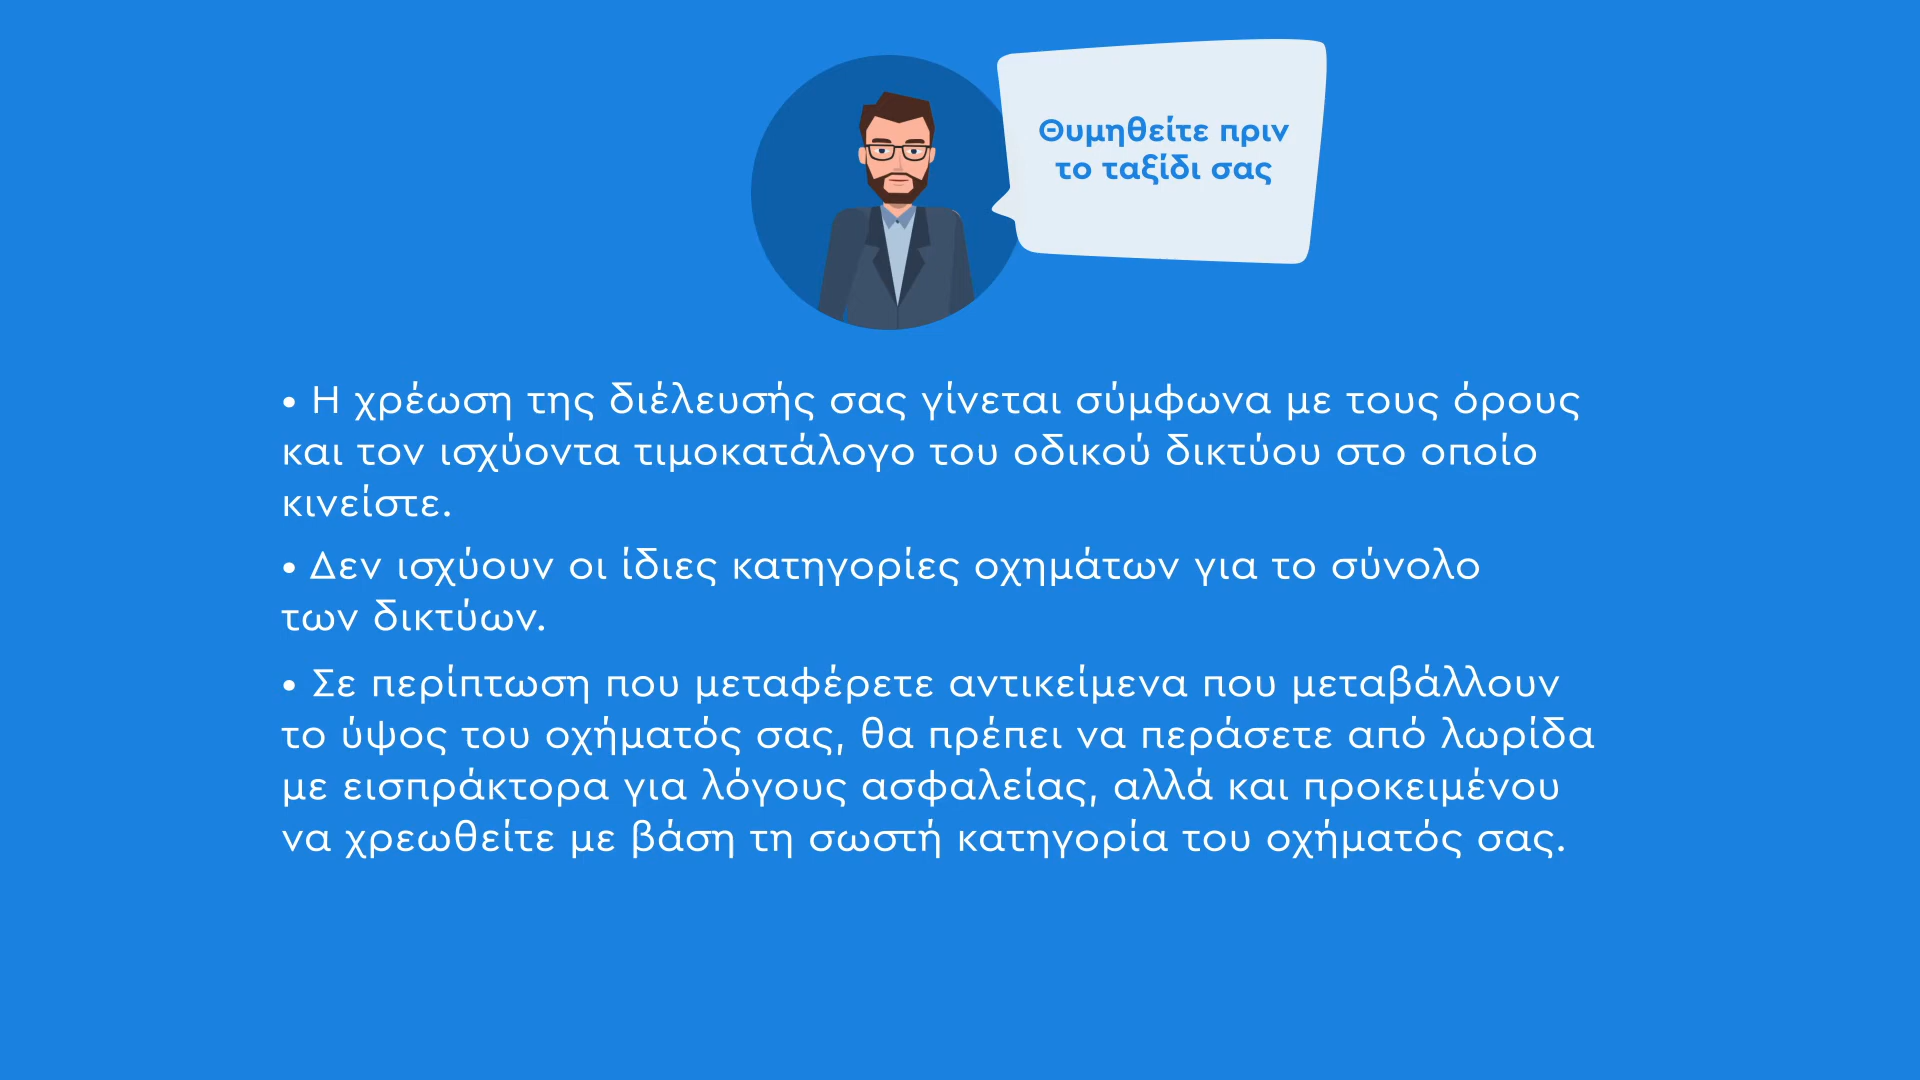 Θυμηθείτε πριν
το ταξίδι σας
• Η χρέωση της διέλευσής σας γίνεται σύμφωνα με τους όρους
και τον ισχύοντα τιμοκατάλογο του οδικού δικτύου στο οποίο
κινείστε.
• Δεν ισχύουν οι ίδιες κατηγορίες οχημάτων για το σύνολο
των δικτύων.
• Σε περίπτωση που μεταφέρετε αντικείμενα που μεταβάλλουν
το ύψος του οχήματός σας, θα πρέπει να περάσετε από λωρίδα
με εισπράκτορα για λόγους ασφαλείας, αλλά και προκειμένου
να χρεωθείτε με βάση τη σωστή κατηγορία του οχήματός σας.